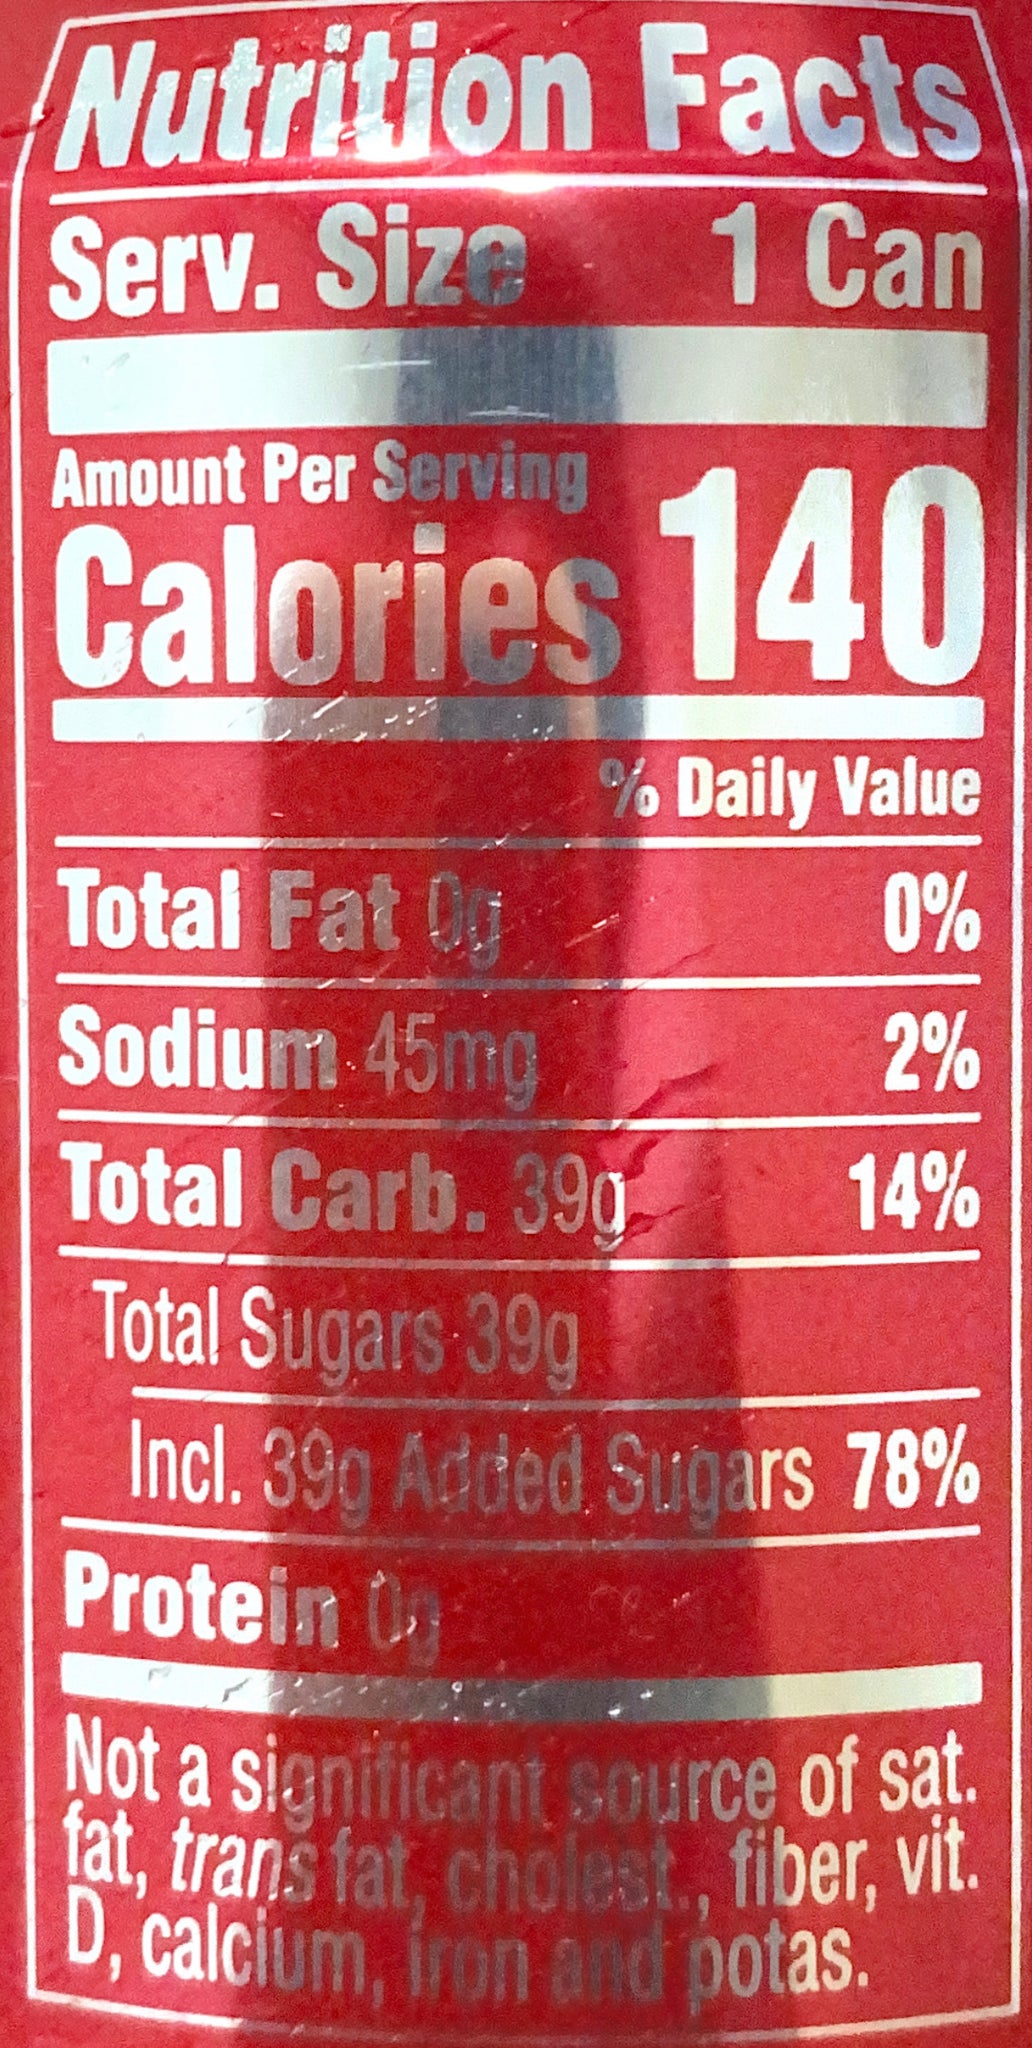 Nutrition Facts
Serv. Size 1 Can
Amount Per Serving
Calories 140
% Daily Value
Total Fat 0g 0%
Sodium 45mg 2%
Total Carb. 39g 14%
Total Sugars 39g
Incl. 39g Added Sugars 78%
Protein 0g
Not a significant source of sat.
fat, trans fat, cholest., fiber, vit.
D, calcium, iron and potas.